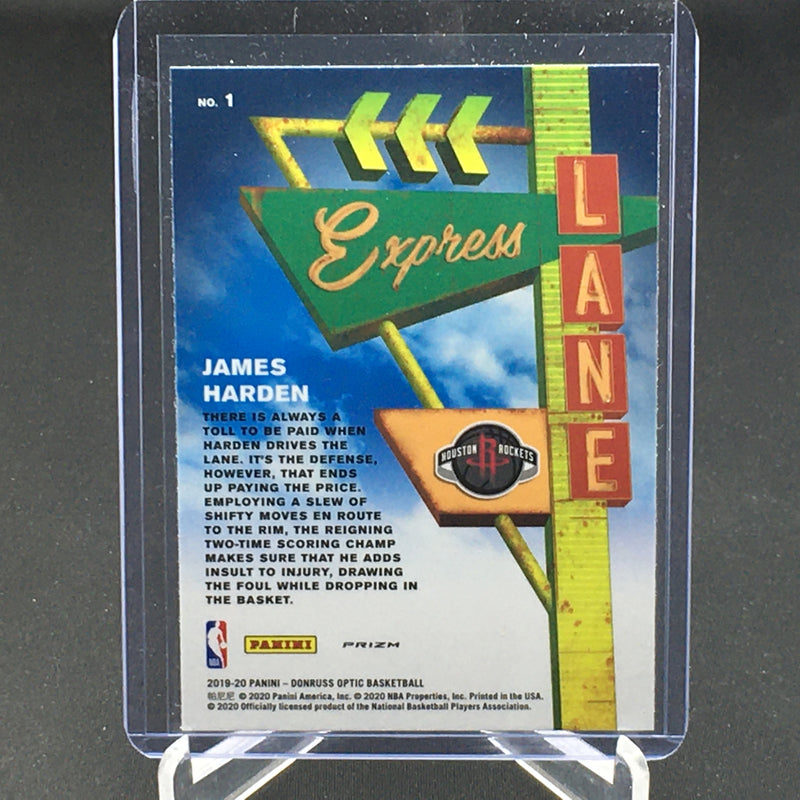 NO. 1
Express
LANE
HOUSTON R ROCKETS
JAMES
HARDEN
THERE IS ALWAYS A
TOLL TO BE PAID WHEN
HARDEN DRIVES THE
LANE. IT'S THE DEFENSE,
HOWEVER, THAT ENDS
UP PAYING THE PRICE.
EMPLOYING A SLEW OF
SHIFTY MOVES EN ROUTE
TO THE RIM, THE REIGNING
TWO-TIME SCORING CHAMP
MAKES SURE THAT HE ADDS
INSULT TO INJURY, DRAWING
THE FOUL WHILE DROPPING IN
THE BASKET.
NBA PANINI PRIZM
2019-20 PANINI – DONRUSS OPTIC BASKETBALL
帕尼尼 © 2020 Panini America, Inc. © 2020 NBA Properties, Inc. Printed in the USA.
© 2020 Officially licensed product of the National Basketball Players Association.